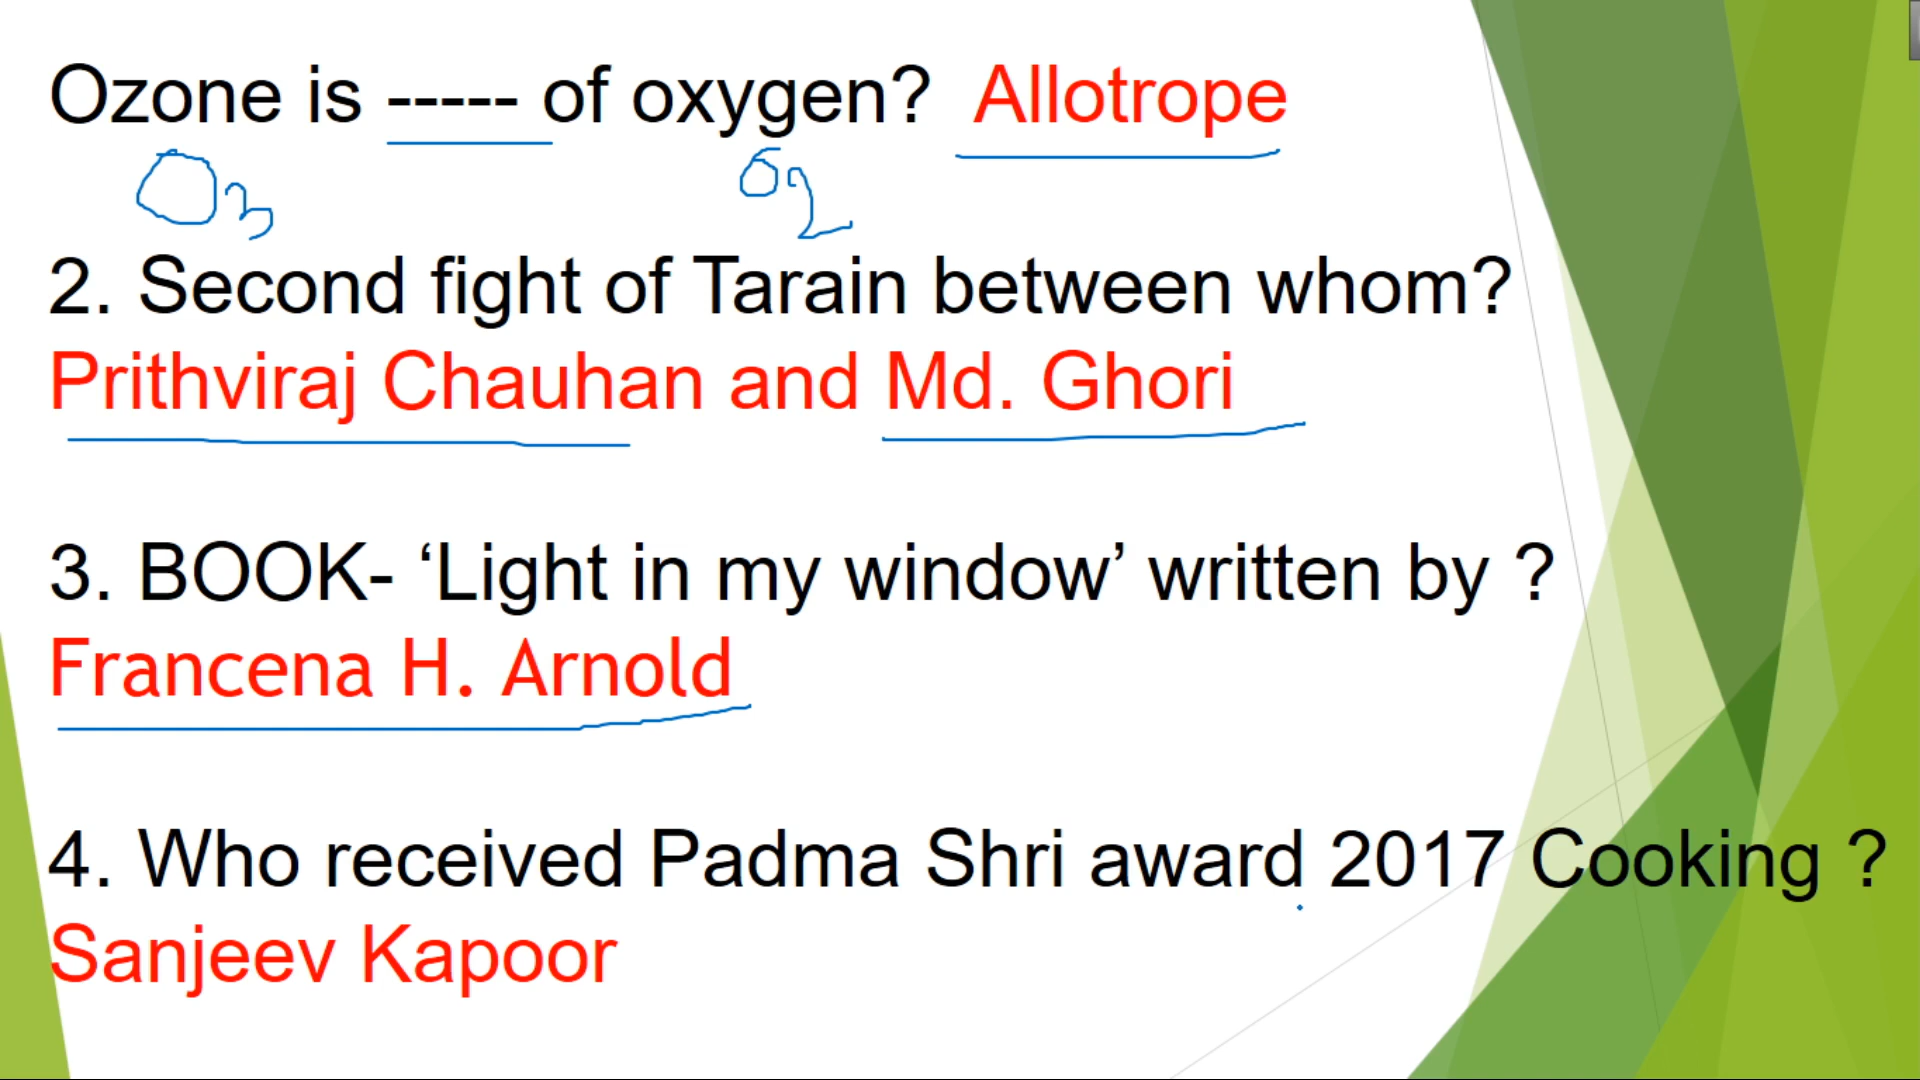 Ozone is ----- of oxygen? Allotrope
O3 O2
2. Second fight of Tarain between whom?
Prithviraj Chauhan and Md. Ghori
3. BOOK- ‘Light in my window’ written by ?
Francena H. Arnold
4. Who received Padma Shri award 2017 Cooking ?
Sanjeev Kapoor